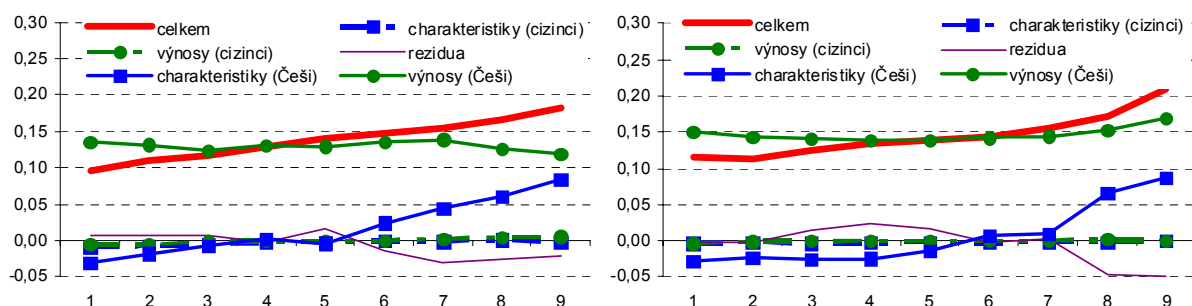 0,30
0,25
0,20
0,15
0,10
0,05
0,00
-0,05
celkem
charakteristiky (cizinci)
výnosy (cizinci)
rezidua
charakteristiky (Češi)
výnosy (Češi)
1 2 3 4 5 6 7 8 9
0,30
0,25
0,20
0,15
0,10
0,05
0,00
-0,05
celkem
charakteristiky (cizinci)
výnosy (cizinci)
rezidua
charakteristiky (Češi)
výnosy (Češi)
1 2 3 4 5 6 7 8 9